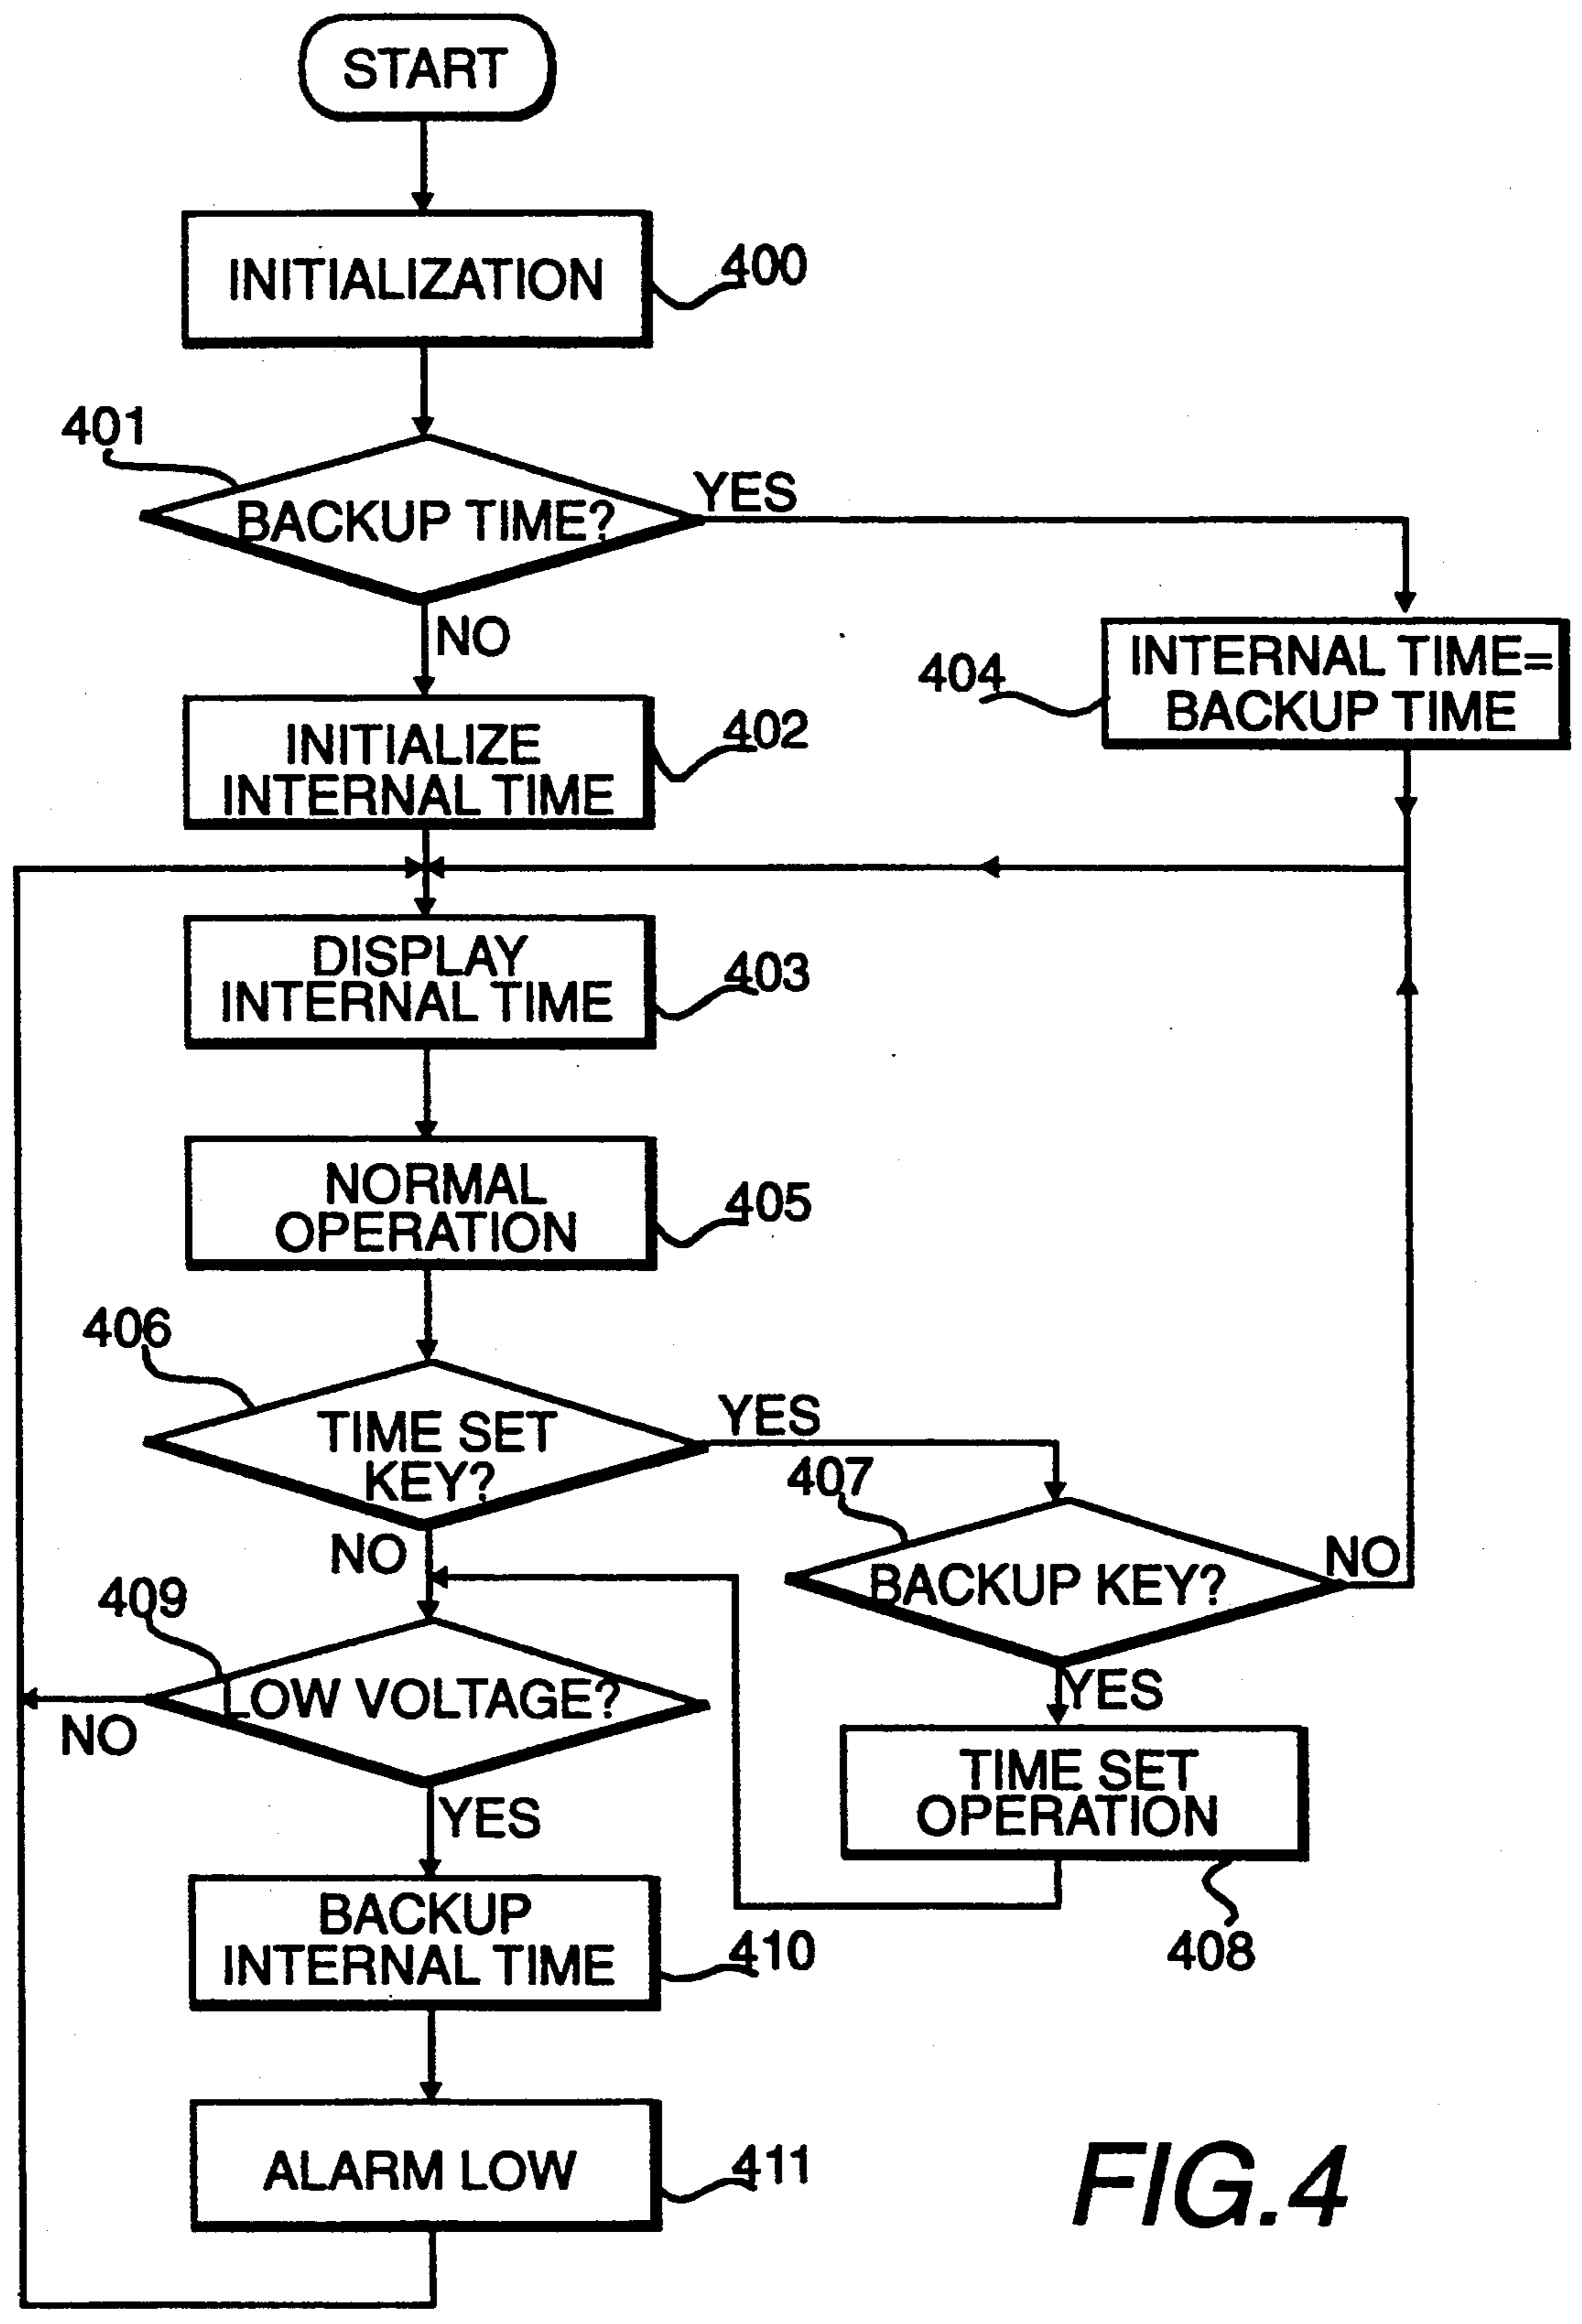 START
INITIALIZATION
400
401
BACKUP TIME?
YES
NO
INTERNAL TIME=
BACKUP TIME
404
INITIALIZE
INTERNAL TIME
402
DISPLAY
INTERNAL TIME
403
NORMAL
OPERATION
405
406
TIME SET
KEY?
YES
NO
407
BACKUP KEY?
NO
YES
409
LOW VOLTAGE?
NO
YES
TIME SET
OPERATION
408
BACKUP
INTERNAL TIME
410
ALARM LOW
411
FIG.4